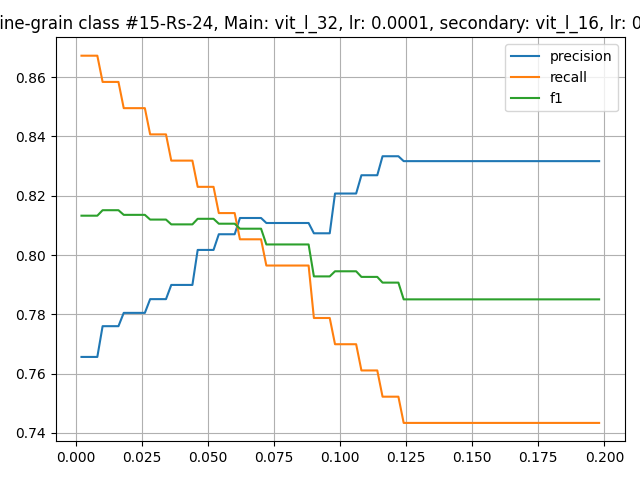 ine-grain class #15-Rs-24, Main: vit_l_32, lr: 0.0001, secondary: vit_l_16, lr: 0
precision
recall
f1
0.86
0.84
0.82
0.80
0.78
0.76
0.74
0.000 0.025 0.050 0.075 0.100 0.125 0.150 0.175 0.200